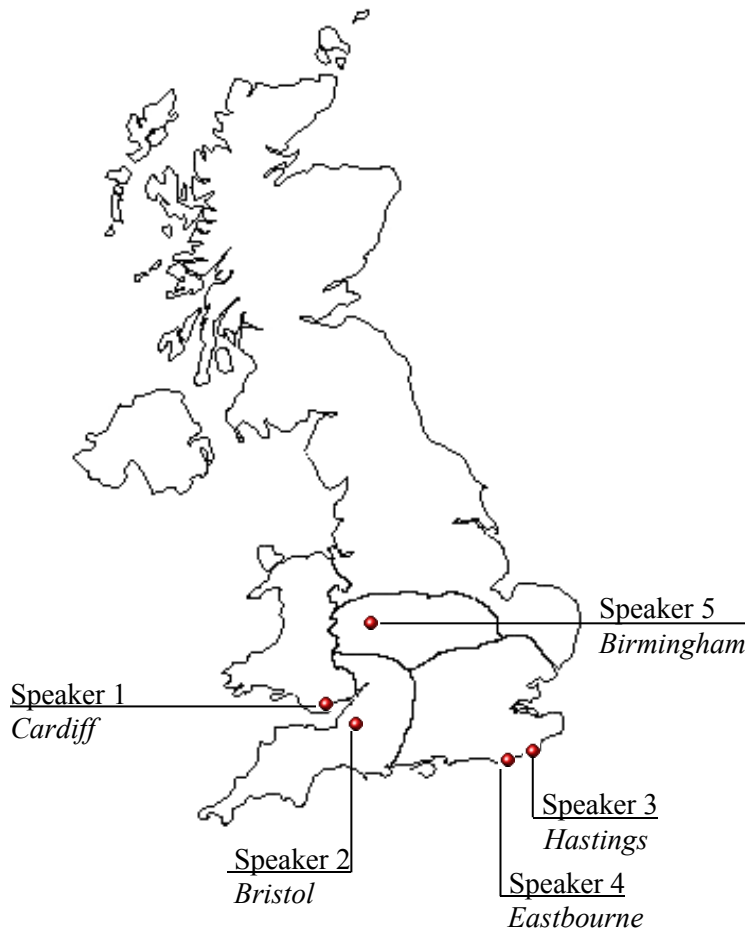 Speaker 5
Birmingham
Speaker 1
Cardiff
Speaker 3
Hastings
Speaker 2
Bristol
Speaker 4
Eastbourne